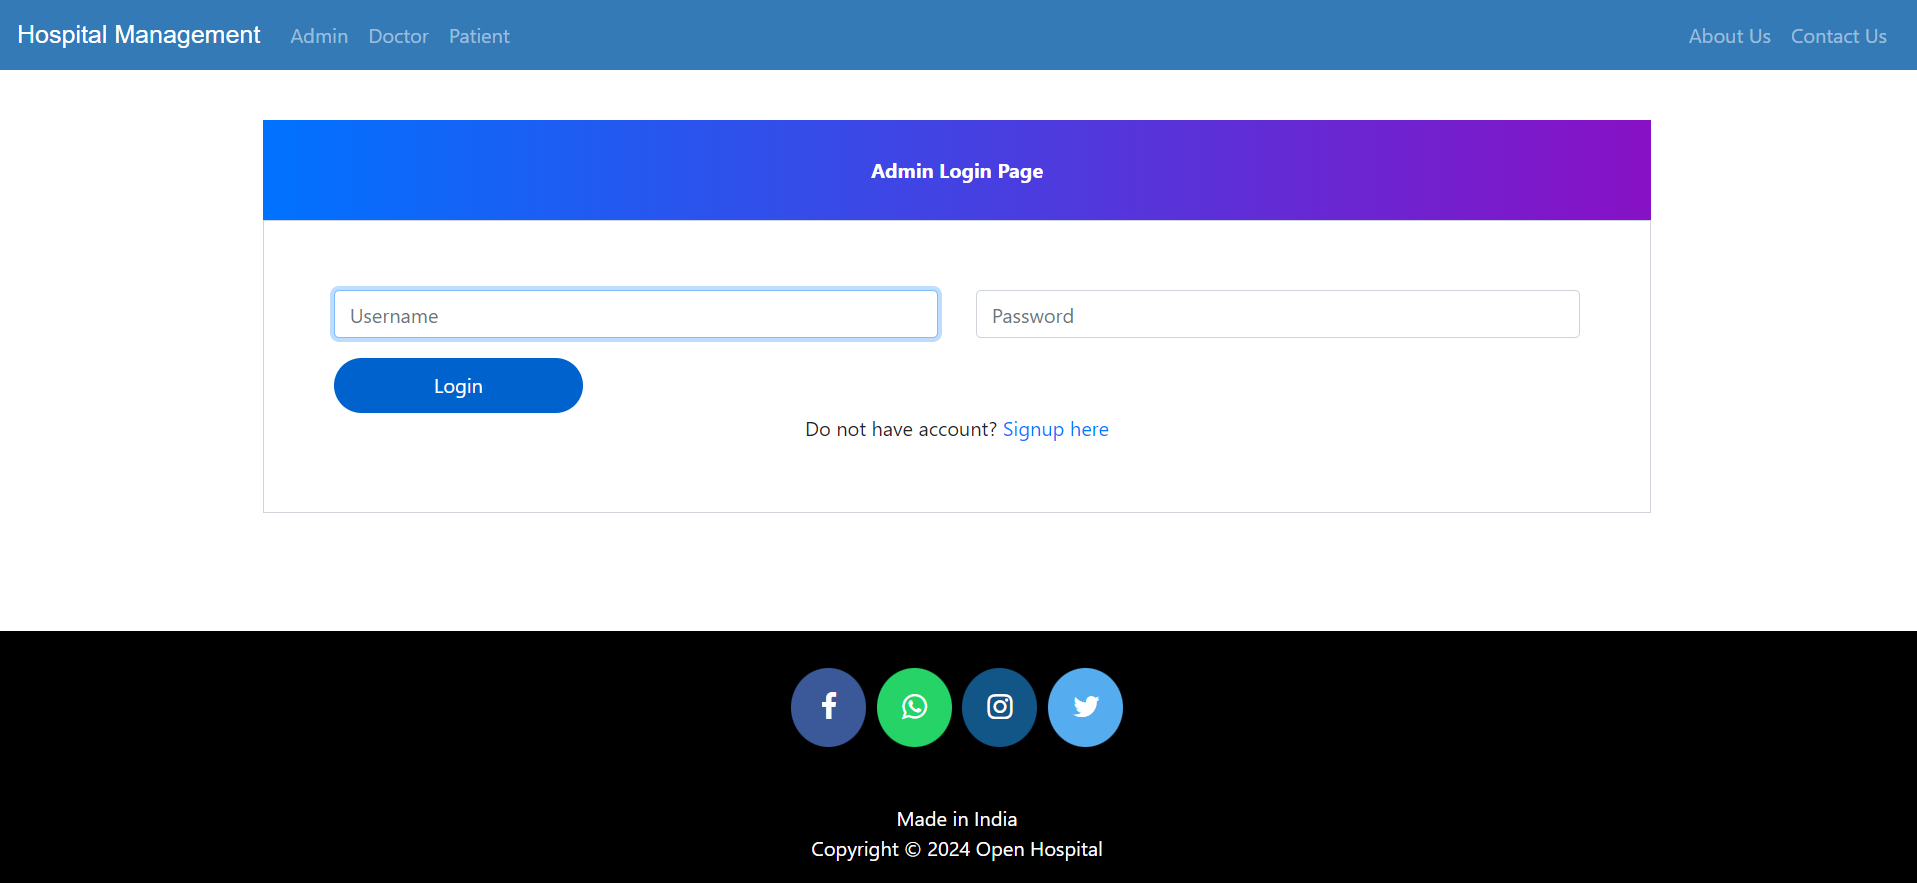 Hospital Management Admin Doctor Patient About Us Contact Us
Admin Login Page
Username Password
Login
Do not have account? Signup here
Made in India
Copyright © 2024 Open Hospital